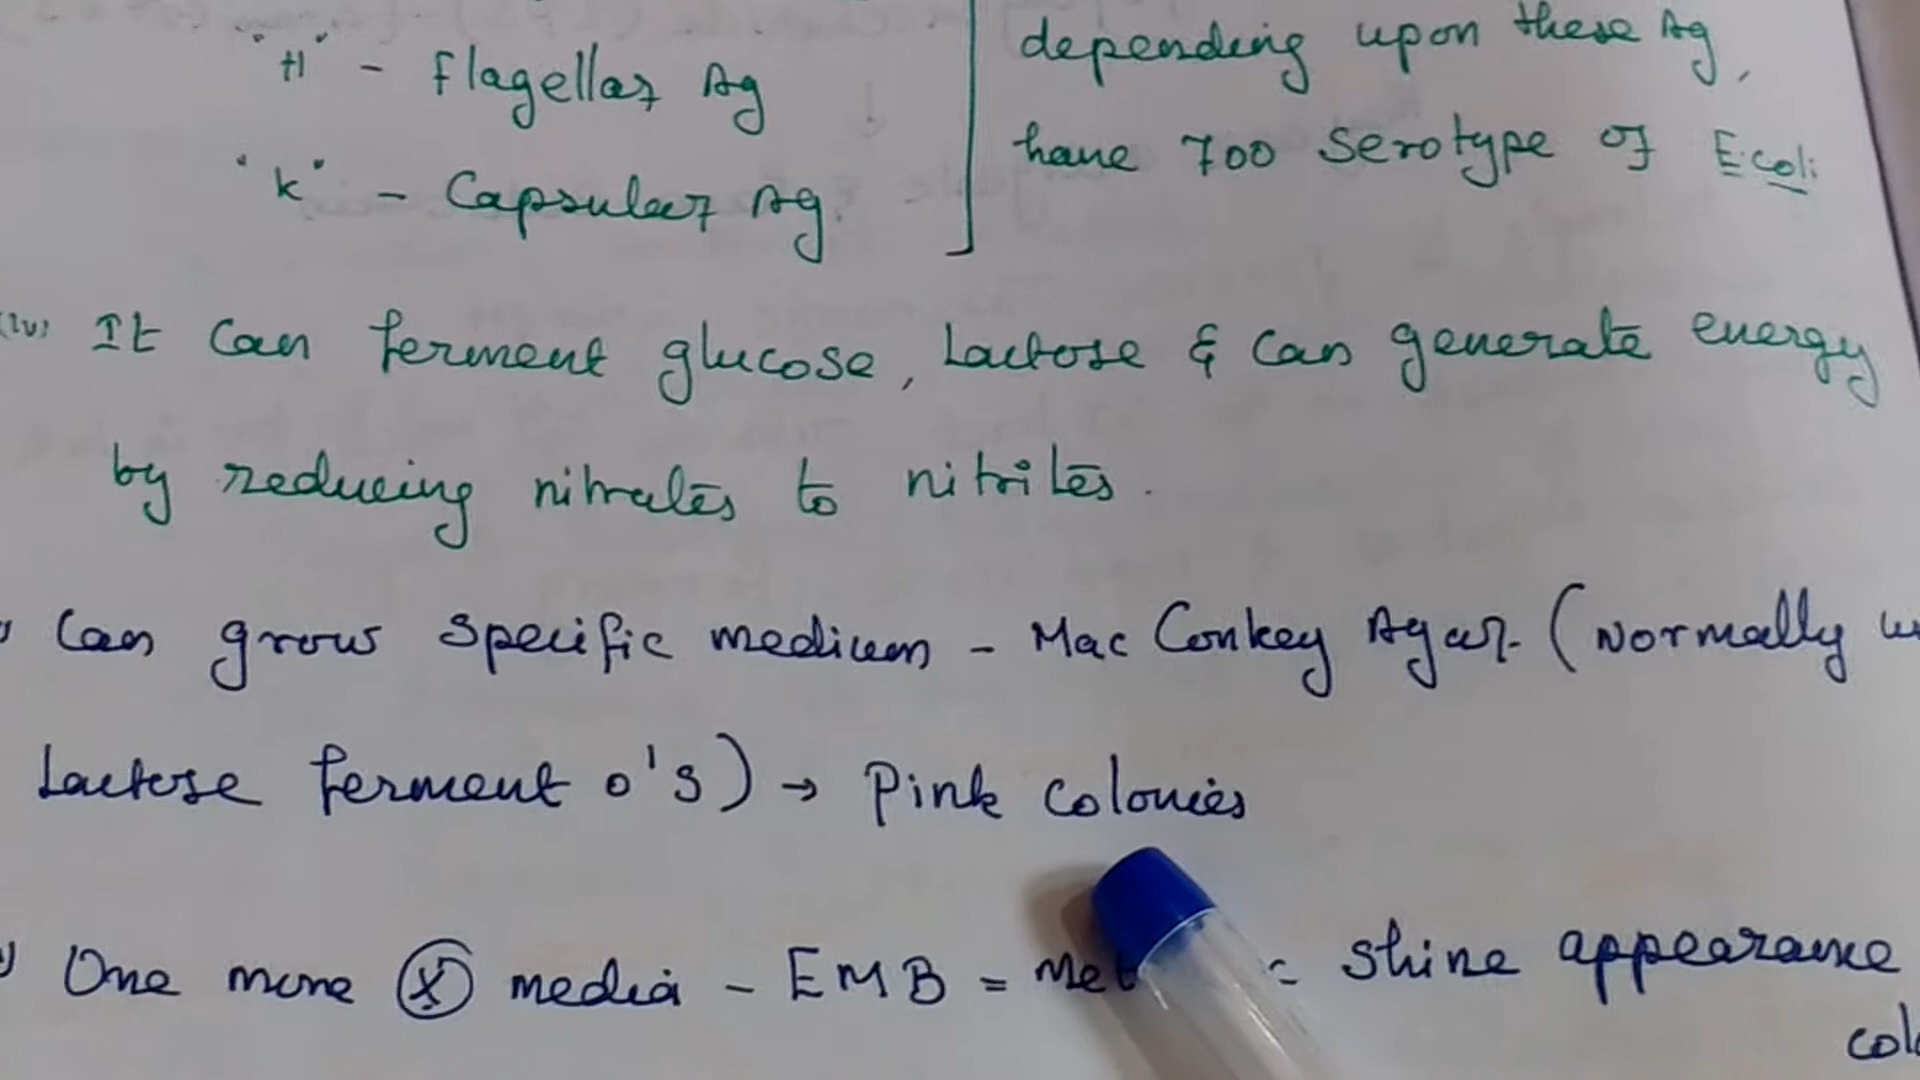 "H" - Flagellar Ag
"K" - Capsular Ag
depending upon these Ag,
have 700 Serotype of E.coli
(iv) It can ferment glucose, Lactose & can generate energy
by reducing nitrates to nitrites.
Can grow specific medium - Mac Conkey Agar (Normally
Lactose ferment o's) → Pink colonies
One more media - EMB = shine appearance